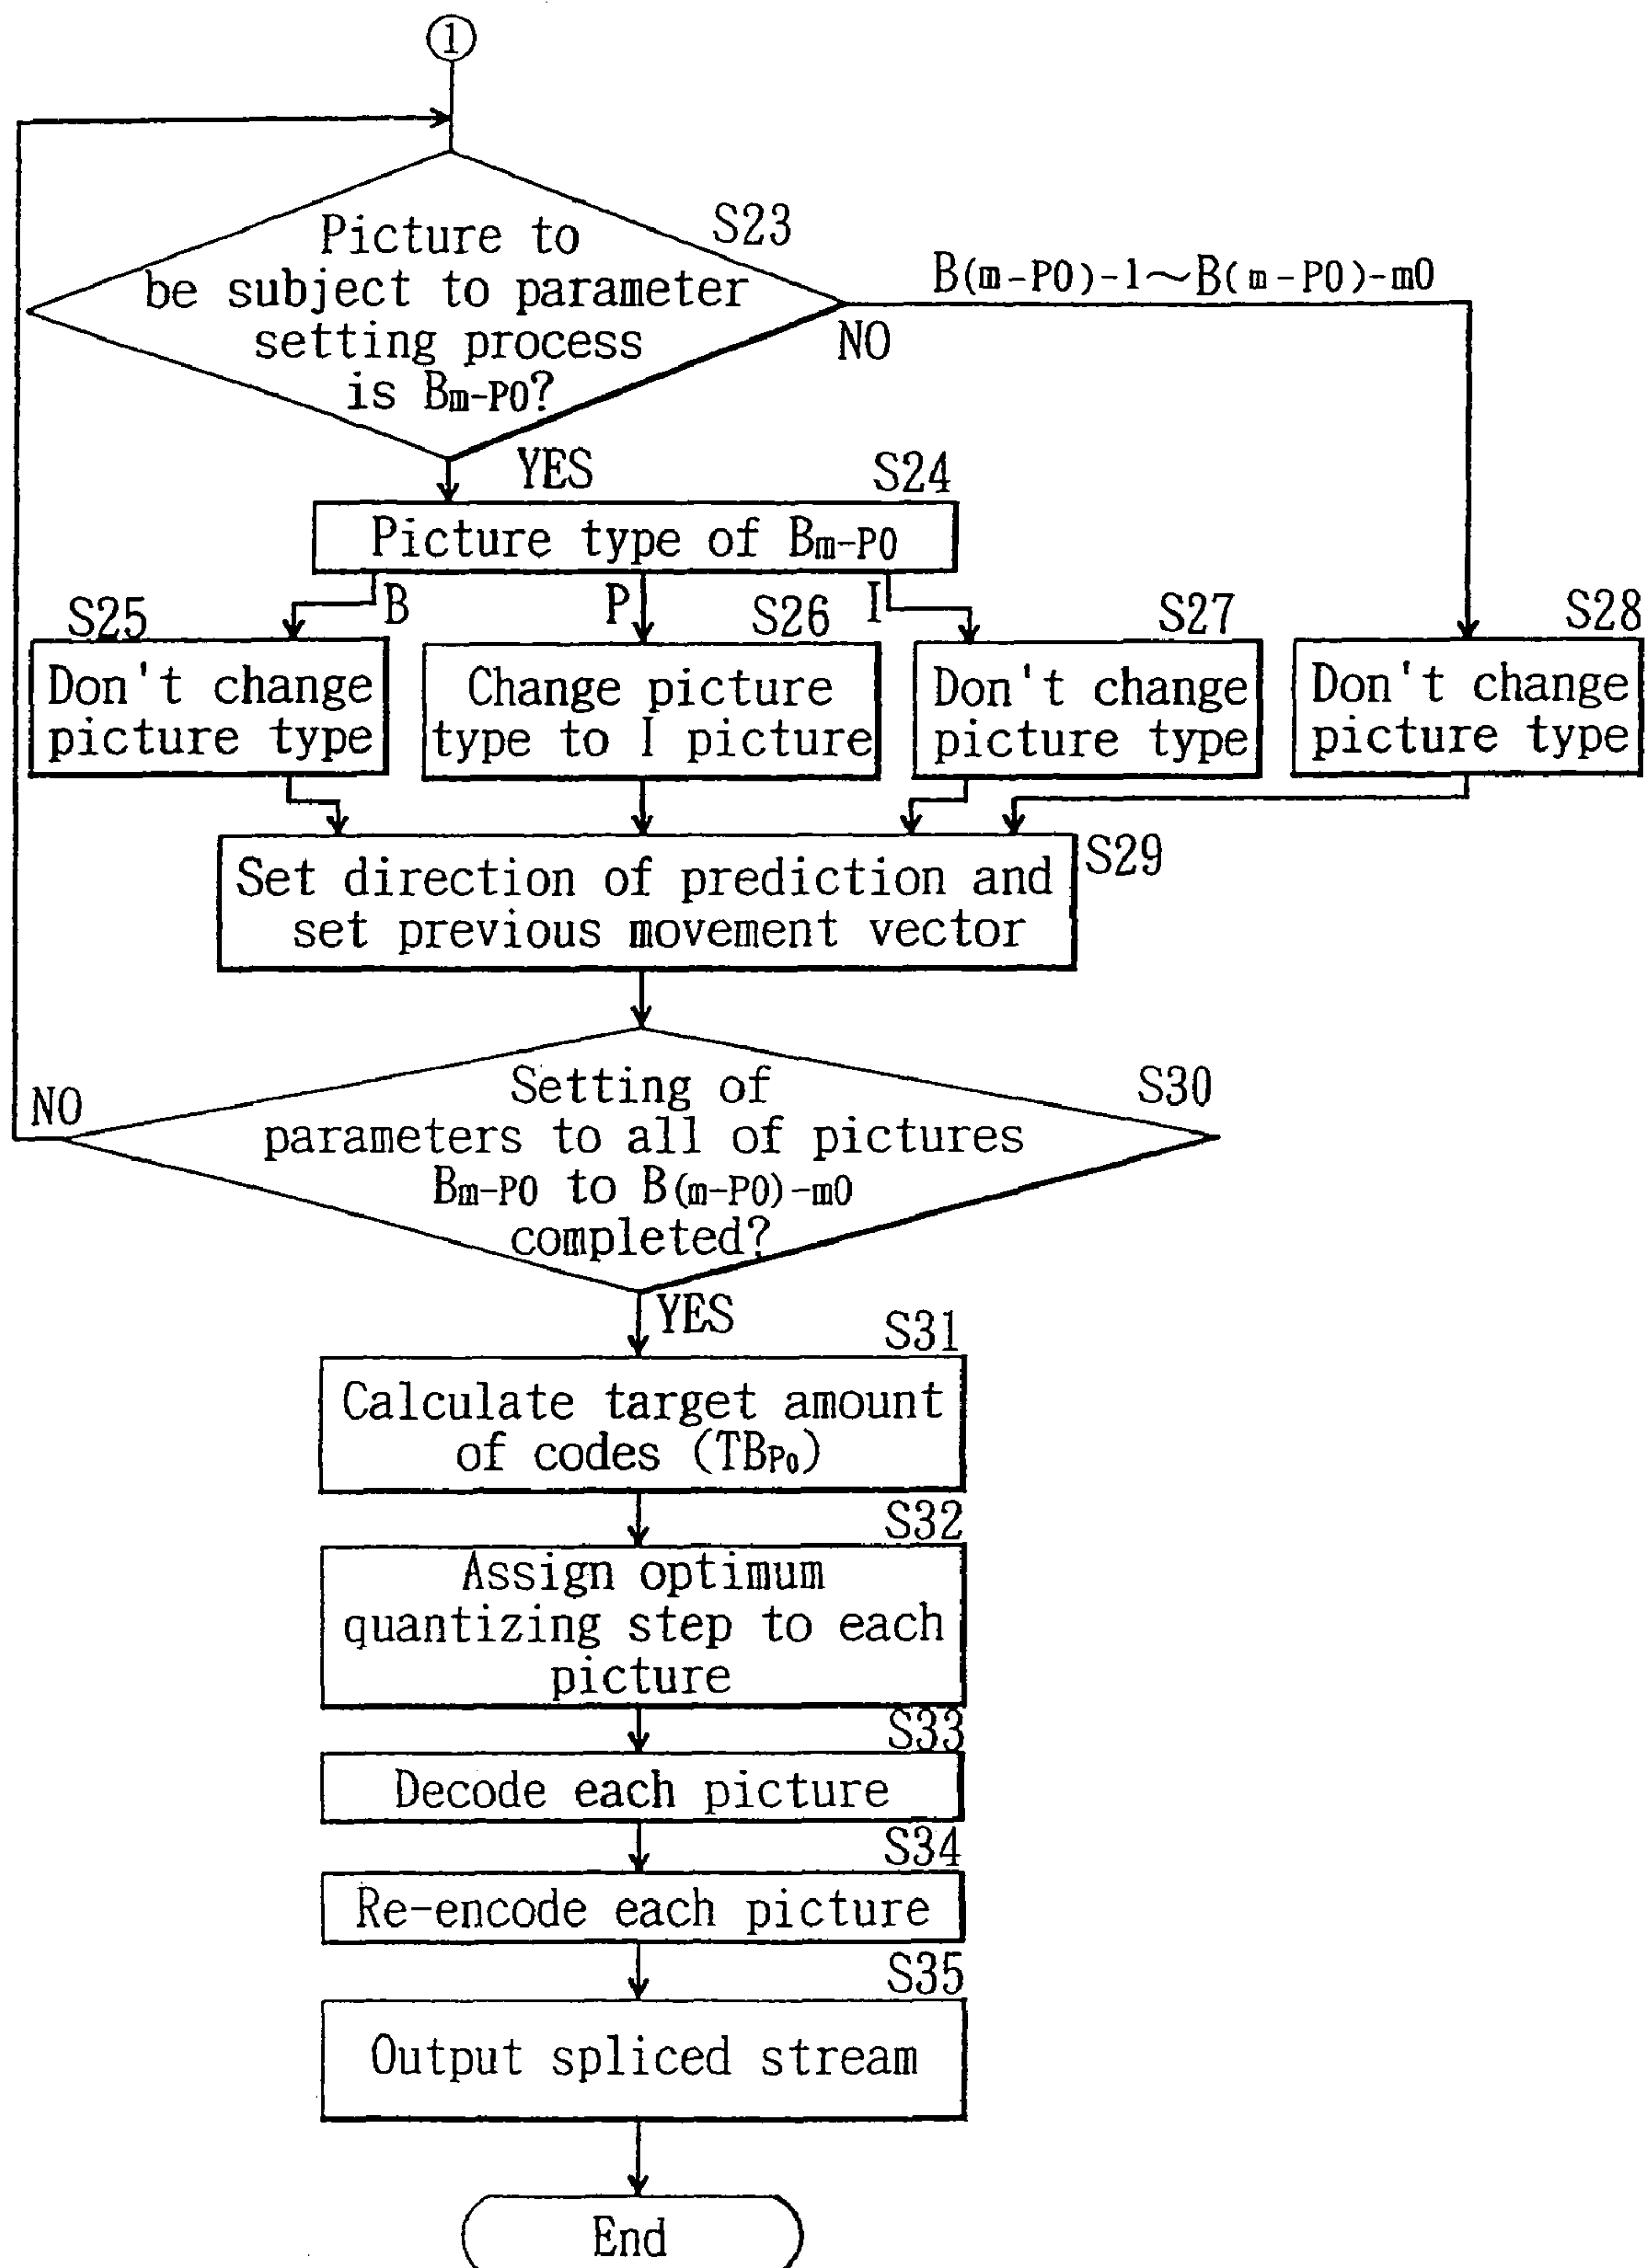 1
S23
Picture to
be subject to parameter
setting process
is Bm-P0?
B(m-P0)-1~B(m-P0)-m0
NO
YES
S24
Picture type of Bm-P0
B
P
I
S25
Don't change
picture type
S26
Change picture
type to I picture
S27
Don't change
picture type
S28
Don't change
picture type
S29
Set direction of prediction and
set previous movement vector
S30
Setting of
parameters to all of pictures
Bm-P0 to B(m-P0)-m0
completed?
NO
YES
S31
Calculate target amount
of codes (TBP0)
S32
Assign optimum
quantizing step to each
picture
S33
Decode each picture
S34
Re-encode each picture
S35
Output spliced stream
End